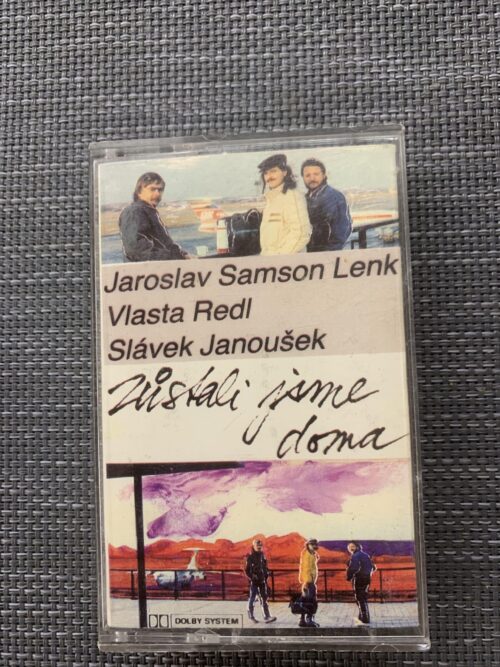 Jaroslav Samson Lenk
Vlasta Redl
Slávek Janoušek
zůstali jsme
doma
DOLBY SYSTEM